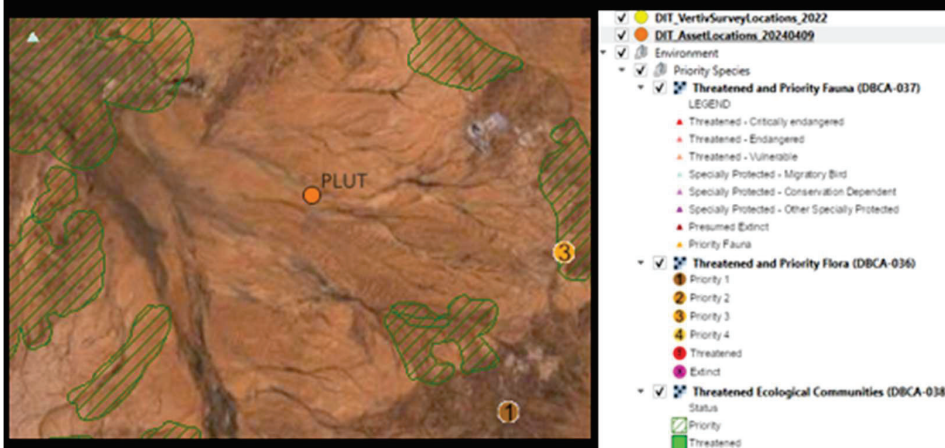 PLUT
3
1
DIT_VertivSurveyLocations_2022
DIT_AssetLocations_20240409
Environment
Priority Species
Threatened and Priority Fauna (DBCA-037)
LEGEND
Threatened - Critically endangered
Threatened - Endangered
Threatened - Vulnerable
Specially Protected - Migratory Bird
Specially Protected - Conservation Dependent
Specially Protected - Other Specially Protected
Presumed Extinct
Priority Fauna
Threatened and Priority Flora (DBCA-036)
1 Priority 1
2 Priority 2
3 Priority 3
4 Priority 4
Threatened
Extinct
Threatened Ecological Communities (DBCA-038
Status
Priority
Threatened